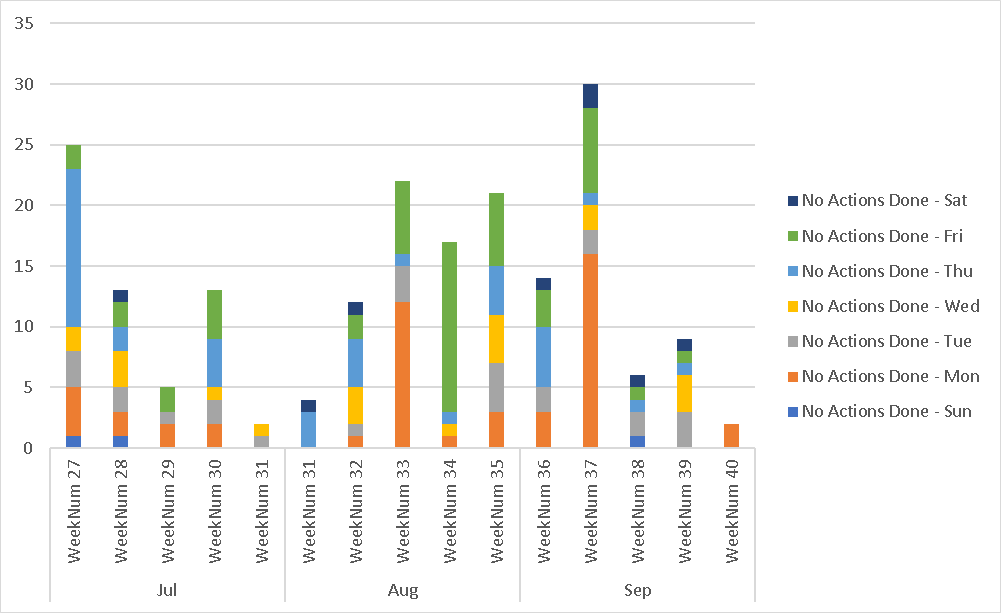 35
30
25
20
15
10
5
0
WeekNum 27
WeekNum 28
WeekNum 29
WeekNum 30
WeekNum 31
WeekNum 31
WeekNum 32
WeekNum 33
WeekNum 34
WeekNum 35
WeekNum 36
WeekNum 37
WeekNum 38
WeekNum 39
WeekNum 40
Jul
Aug
Sep
No Actions Done - Sat
No Actions Done - Fri
No Actions Done - Thu
No Actions Done - Wed
No Actions Done - Tue
No Actions Done - Mon
No Actions Done - Sun